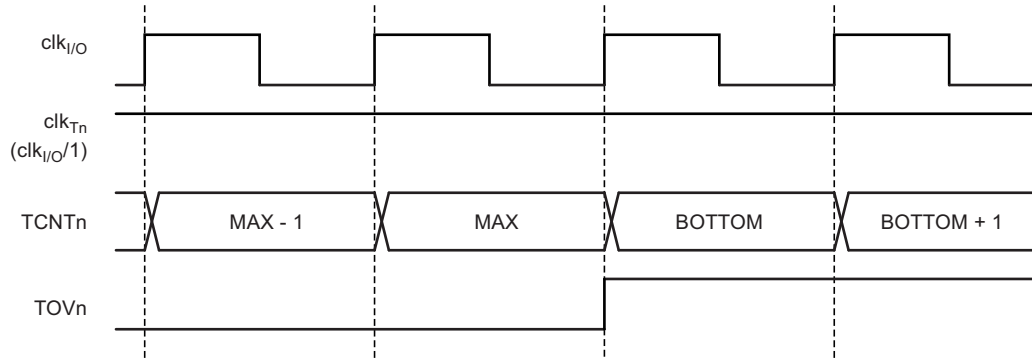 clkI/O
clkTn
(clkI/O/1)
TCNTn MAX - 1 MAX BOTTOM BOTTOM + 1
TOVn